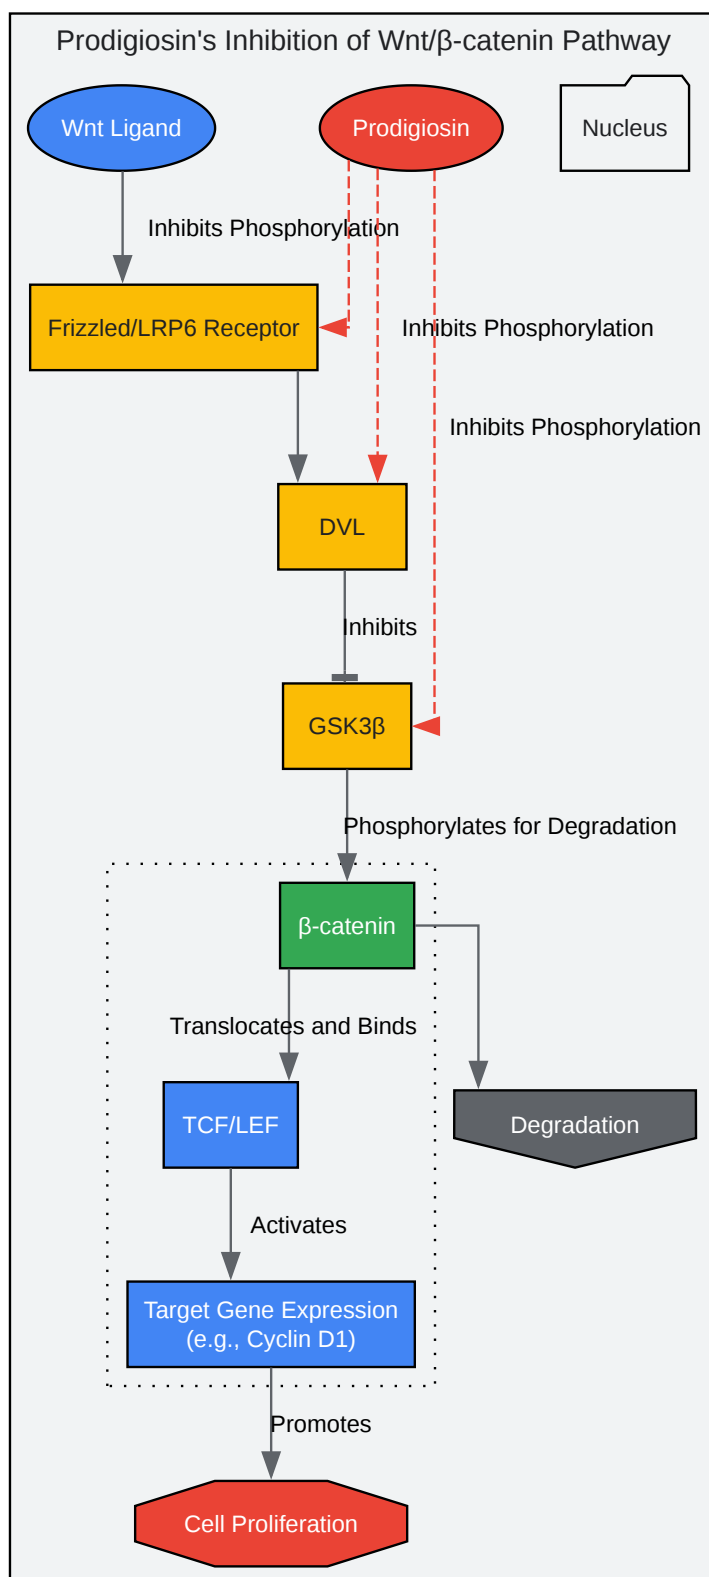 Prodigiosin's Inhibition of Wnt/β-catenin Pathway
Wnt Ligand
Prodigiosin
Nucleus
Inhibits Phosphorylation
Frizzled/LRP6 Receptor
Inhibits Phosphorylation
Inhibits Phosphorylation
DVL
Inhibits
GSK3β
Phosphorylates for Degradation
β-catenin
Translocates and Binds
TCF/LEF
Degradation
Activates
Target Gene Expression
(e.g., Cyclin D1)
Promotes
Cell Proliferation